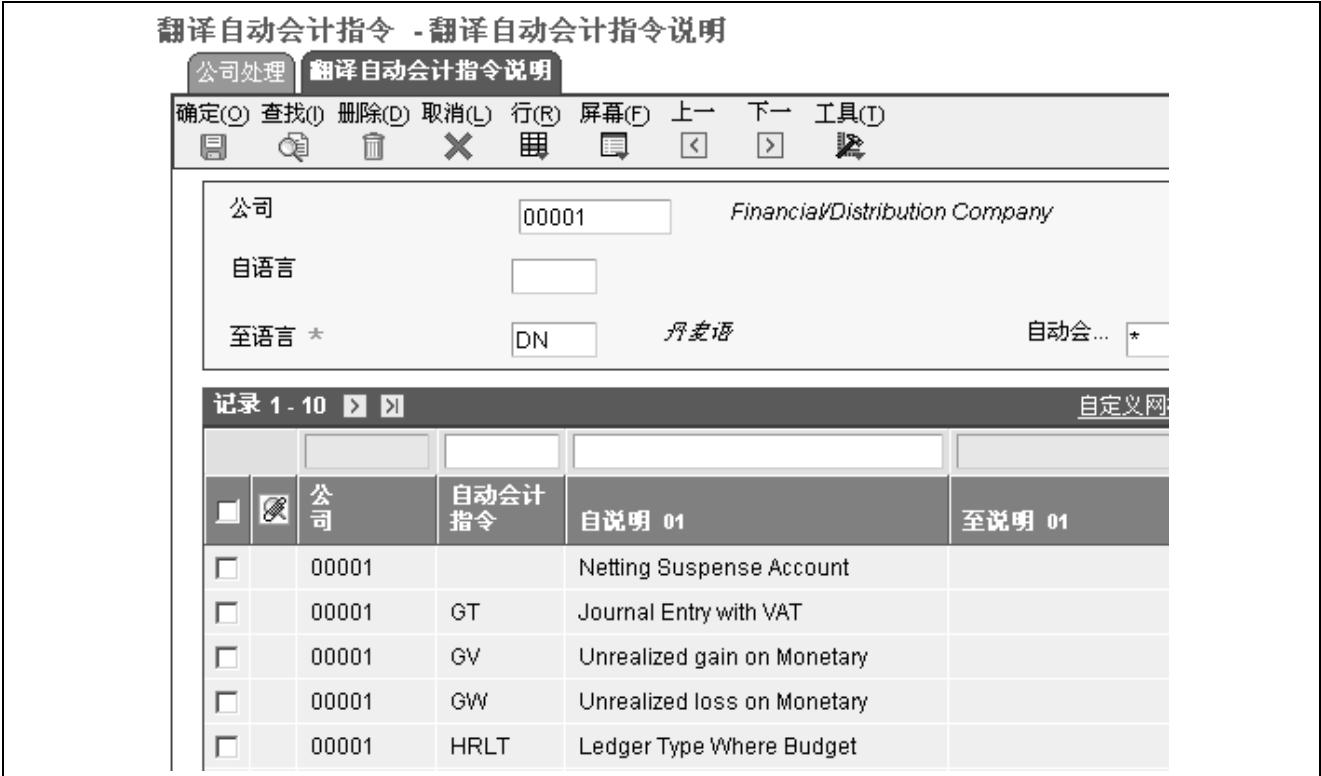 翻译自动会计指令 - 翻译自动会计指令说明
公司处理 翻译自动会计指令说明
确定(O) 查找(I) 删除(D) 取消(L) 行(R) 屏幕(F) 上一 下一 工具(T)
公司 00001 Financial/Distribution Company
自语言
至语言 * DN 丹麦语 自动会... *
记录 1 - 10 自定义网
公司 自动会计指令 自说明 01 至说明 01
00001 Netting Suspense Account
00001 GT Journal Entry with VAT
00001 GV Unrealized gain on Monetary
00001 GW Unrealized loss on Monetary
00001 HRLT Ledger Type Where Budget